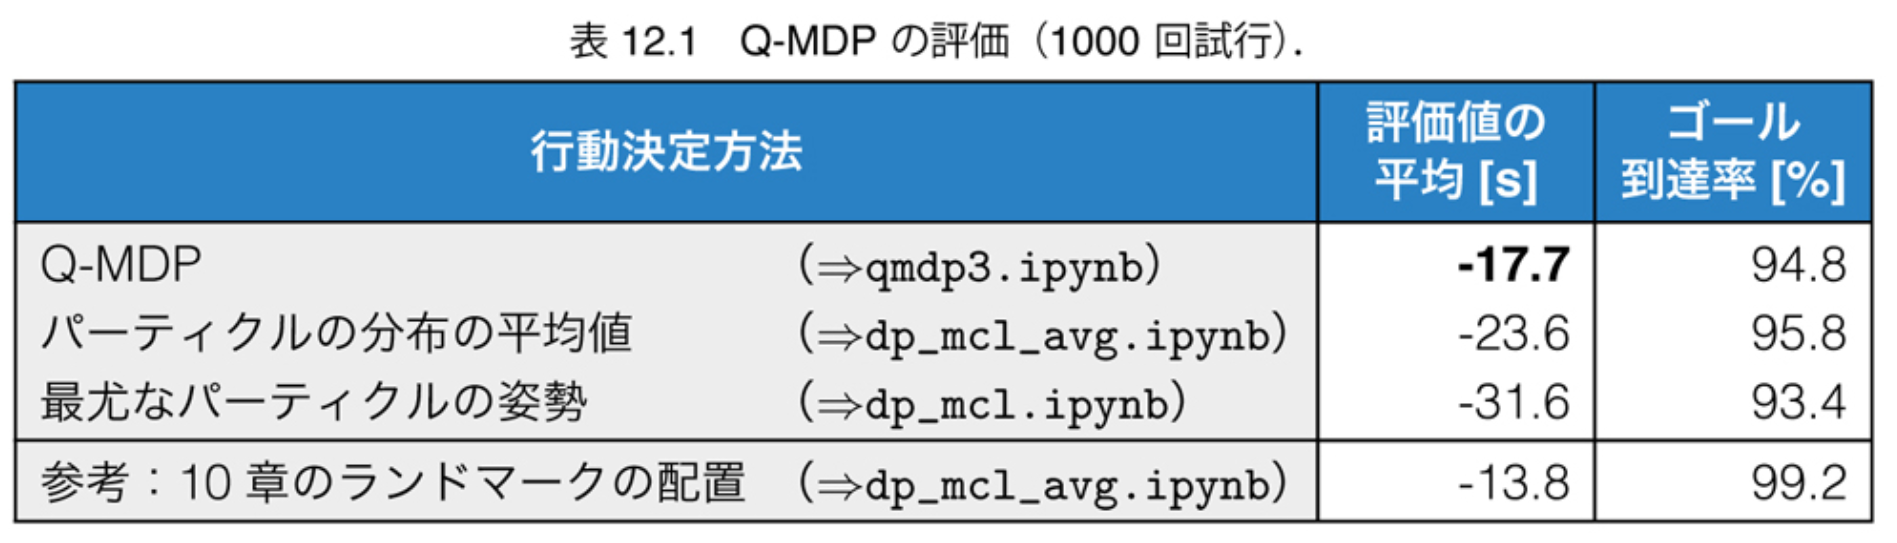 表 12.1　Q-MDP の評価（1000 回試行）．
行動決定方法 評価値の平均 [s] ゴール到達率 [%]
Q-MDP （⇒qmdp3.ipynb） -17.7 94.8
パーティクルの分布の平均値 （⇒dp_mcl_avg.ipynb） -23.6 95.8
最尤なパーティクルの姿勢 （⇒dp_mcl.ipynb） -31.6 93.4
参考：10 章のランドマークの配置 （⇒dp_mcl_avg.ipynb） -13.8 99.2